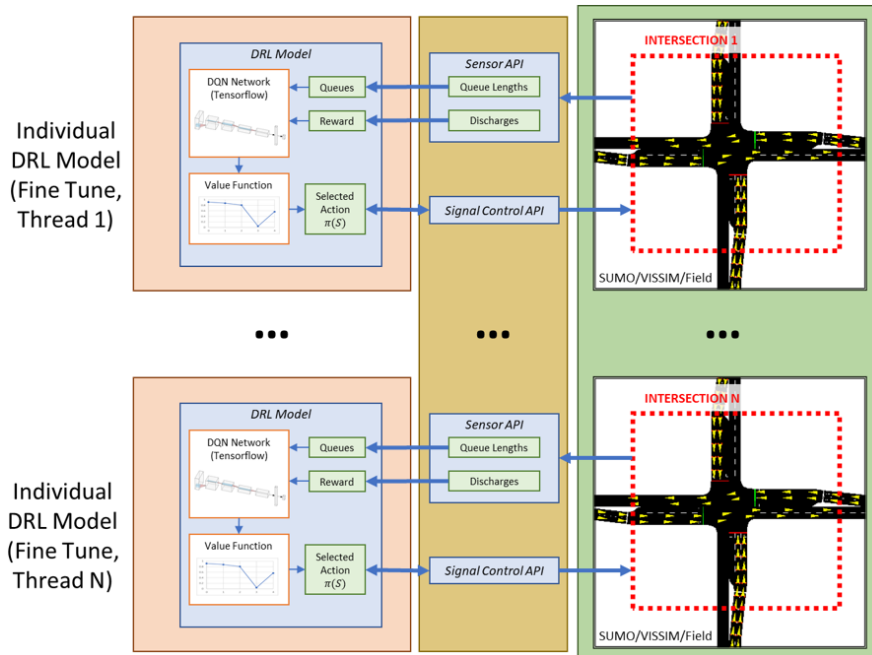 Individual
DRL Model
(Fine Tune,
Thread 1)
DRL Model
DQN Network
(Tensorflow)
Queues
Reward
Value Function
Selected
Action
π(S)
Sensor API
Queue Lengths
Discharges
Signal Control API
INTERSECTION 1
SUMO/VISSIM/Field
...
...
...
Individual
DRL Model
(Fine Tune,
Thread N)
DRL Model
DQN Network
(Tensorflow)
Queues
Reward
Value Function
Selected
Action
π(S)
Sensor API
Queue Lengths
Discharges
Signal Control API
INTERSECTION N
SUMO/VISSIM/Field